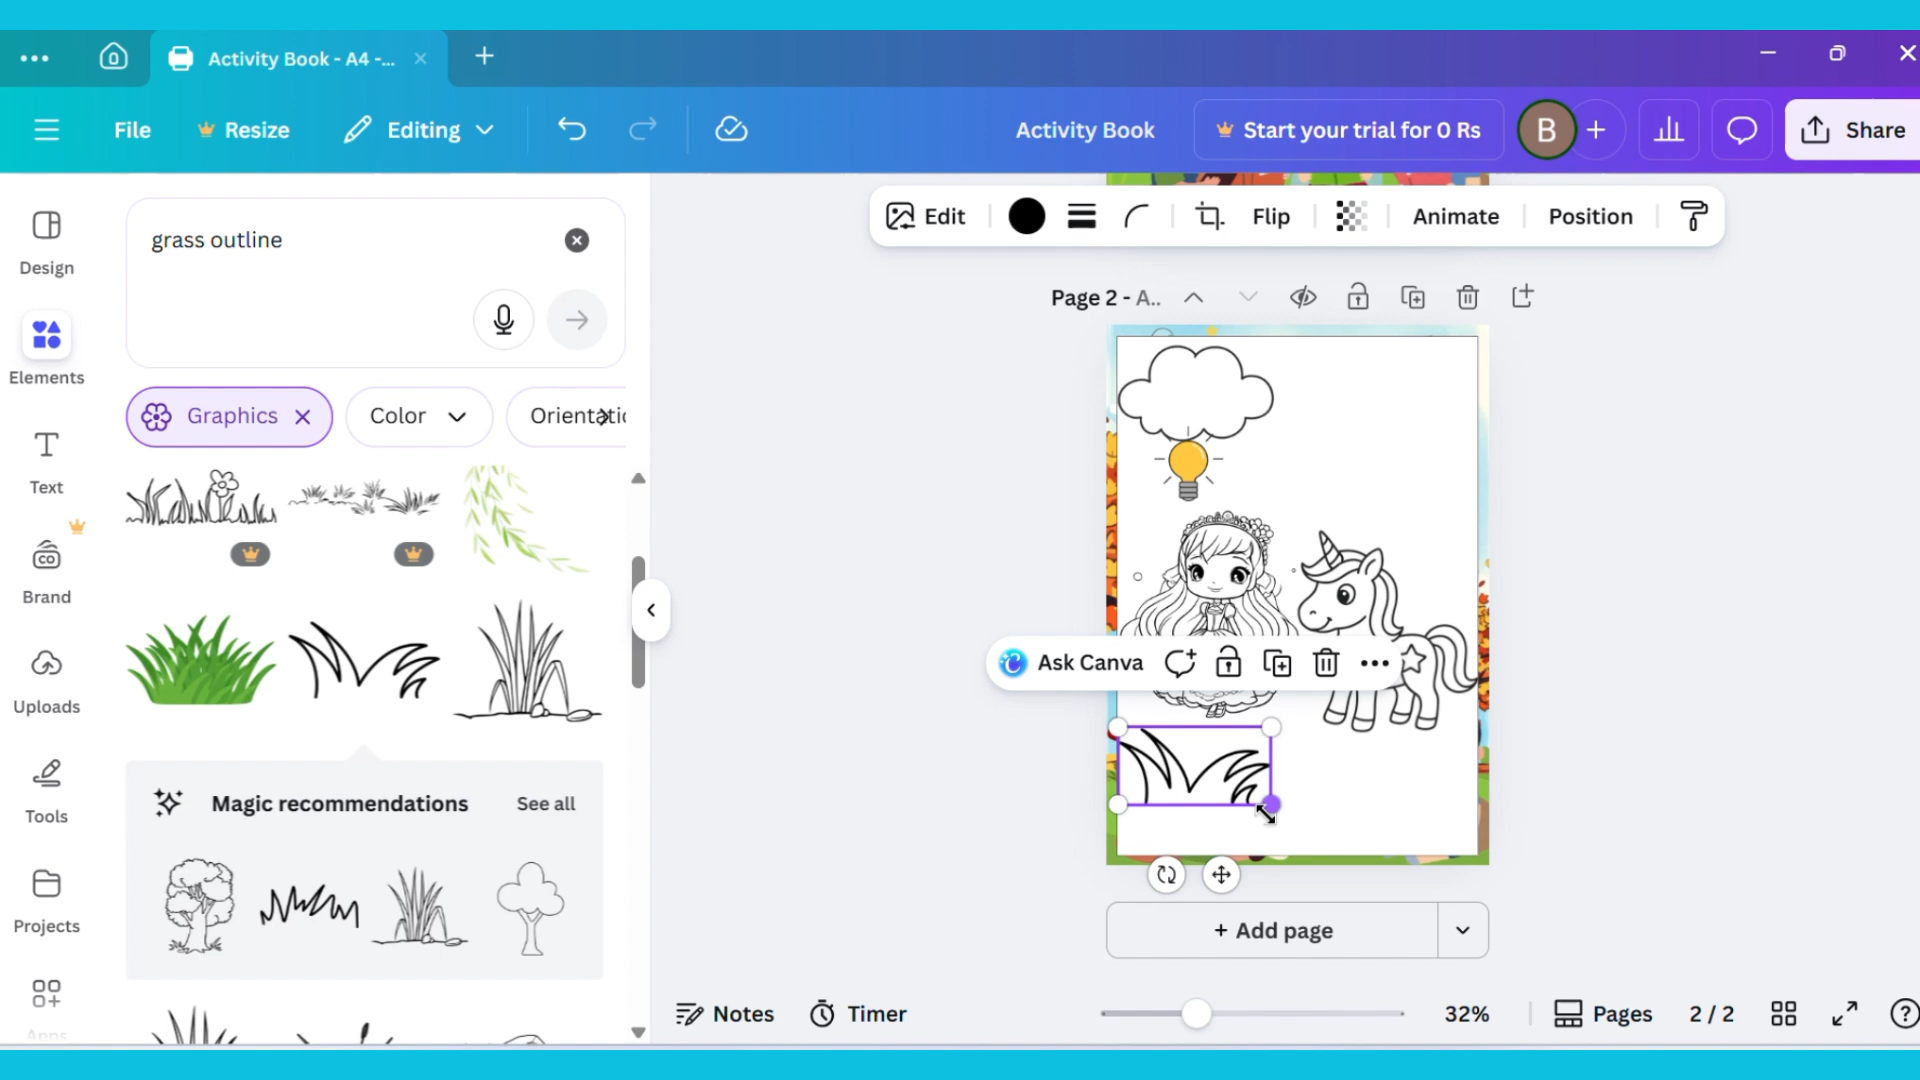 Activity Book - A4 -...
File
Resize
Editing
Activity Book
Start your trial for 0 Rs
B
Share
Design
Elements
Text
Brand
Uploads
Tools
Projects
Apps
grass outline
Graphics
Color
Edit
Flip
Animate
Position
Page 2 - A..
Magic recommendations
See all
Ask Canva
+ Add page
Notes
Timer
32%
Pages
2 / 2